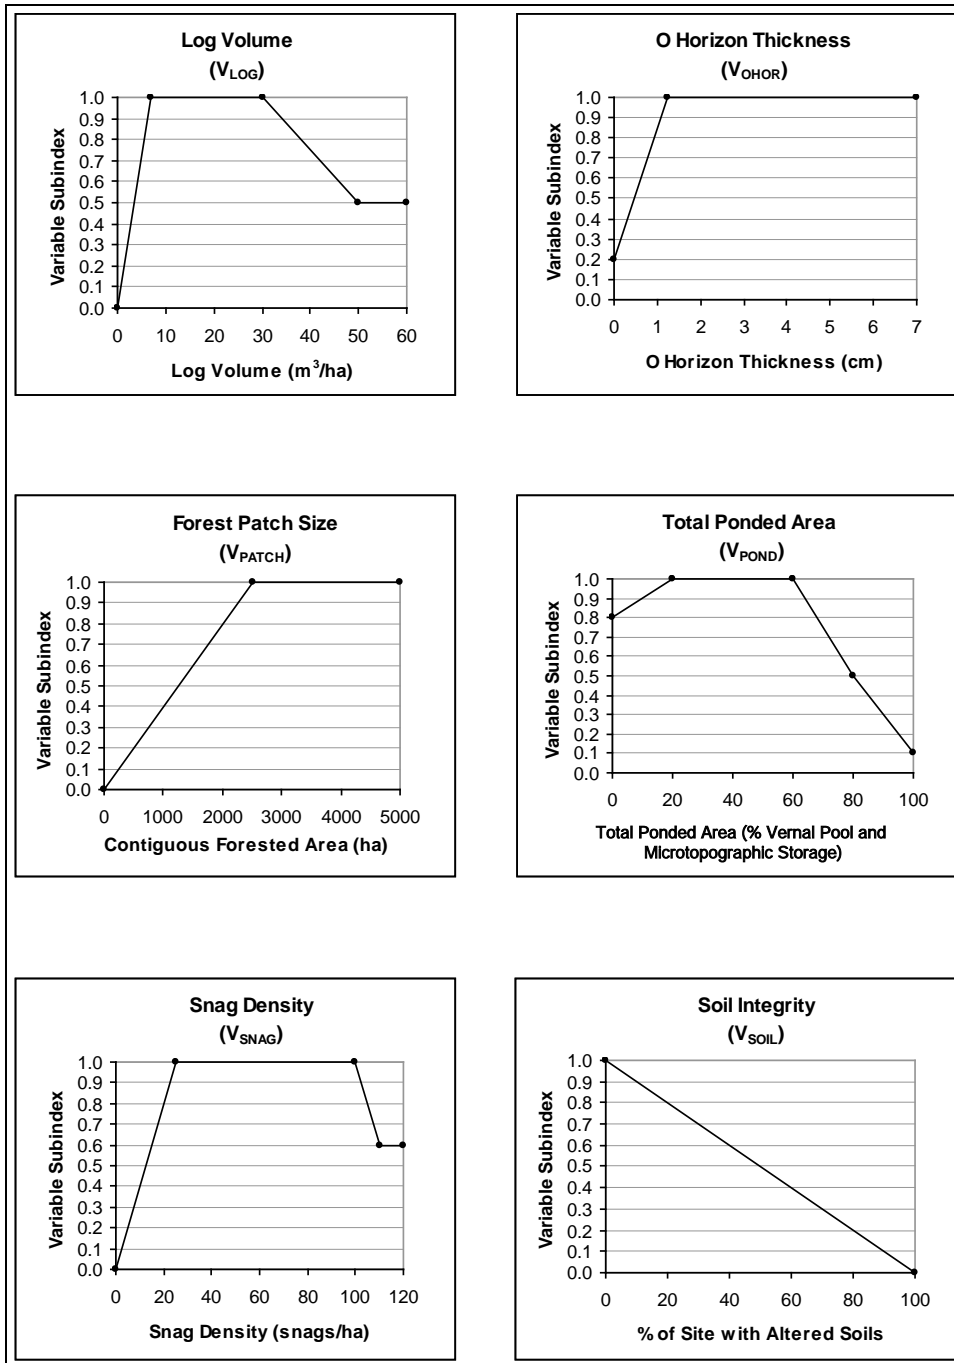 Log Volume
(VLOG)
Variable Subindex
1.0
0.9
0.8
0.7
0.6
0.5
0.4
0.3
0.2
0.1
0.0
0 10 20 30 40 50 60
Log Volume (m3/ha)
O Horizon Thickness
(VOHOR)
Variable Subindex
1.0
0.9
0.8
0.7
0.6
0.5
0.4
0.3
0.2
0.1
0.0
0 1 2 3 4 5 6 7
O Horizon Thickness (cm)
Forest Patch Size
(VPATCH)
Variable Subindex
1.0
0.9
0.8
0.7
0.6
0.5
0.4
0.3
0.2
0.1
0.0
0 1000 2000 3000 4000 5000
Contiguous Forested Area (ha)
Total Ponded Area
(VPOND)
Variable Subindex
1.0
0.9
0.8
0.7
0.6
0.5
0.4
0.3
0.2
0.1
0.0
0 20 40 60 80 100
Total Ponded Area (% Vernal Pool and
Microtopographic Storage)
Snag Density
(VSNAG)
Variable Subindex
1.0
0.9
0.8
0.7
0.6
0.5
0.4
0.3
0.2
0.1
0.0
0 20 40 60 80 100 120
Snag Density (snags/ha)
Soil Integrity
(VSOIL)
Variable Subindex
1.0
0.9
0.8
0.7
0.6
0.5
0.4
0.3
0.2
0.1
0.0
0 20 40 60 80 100
% of Site with Altered Soils